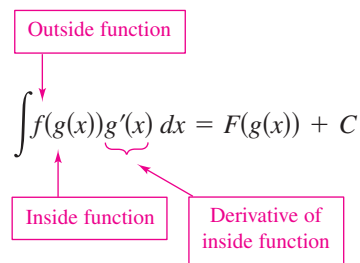 Outside function
∫f(g(x))g′(x) dx = F(g(x)) + C
Inside function
Derivative of
inside function